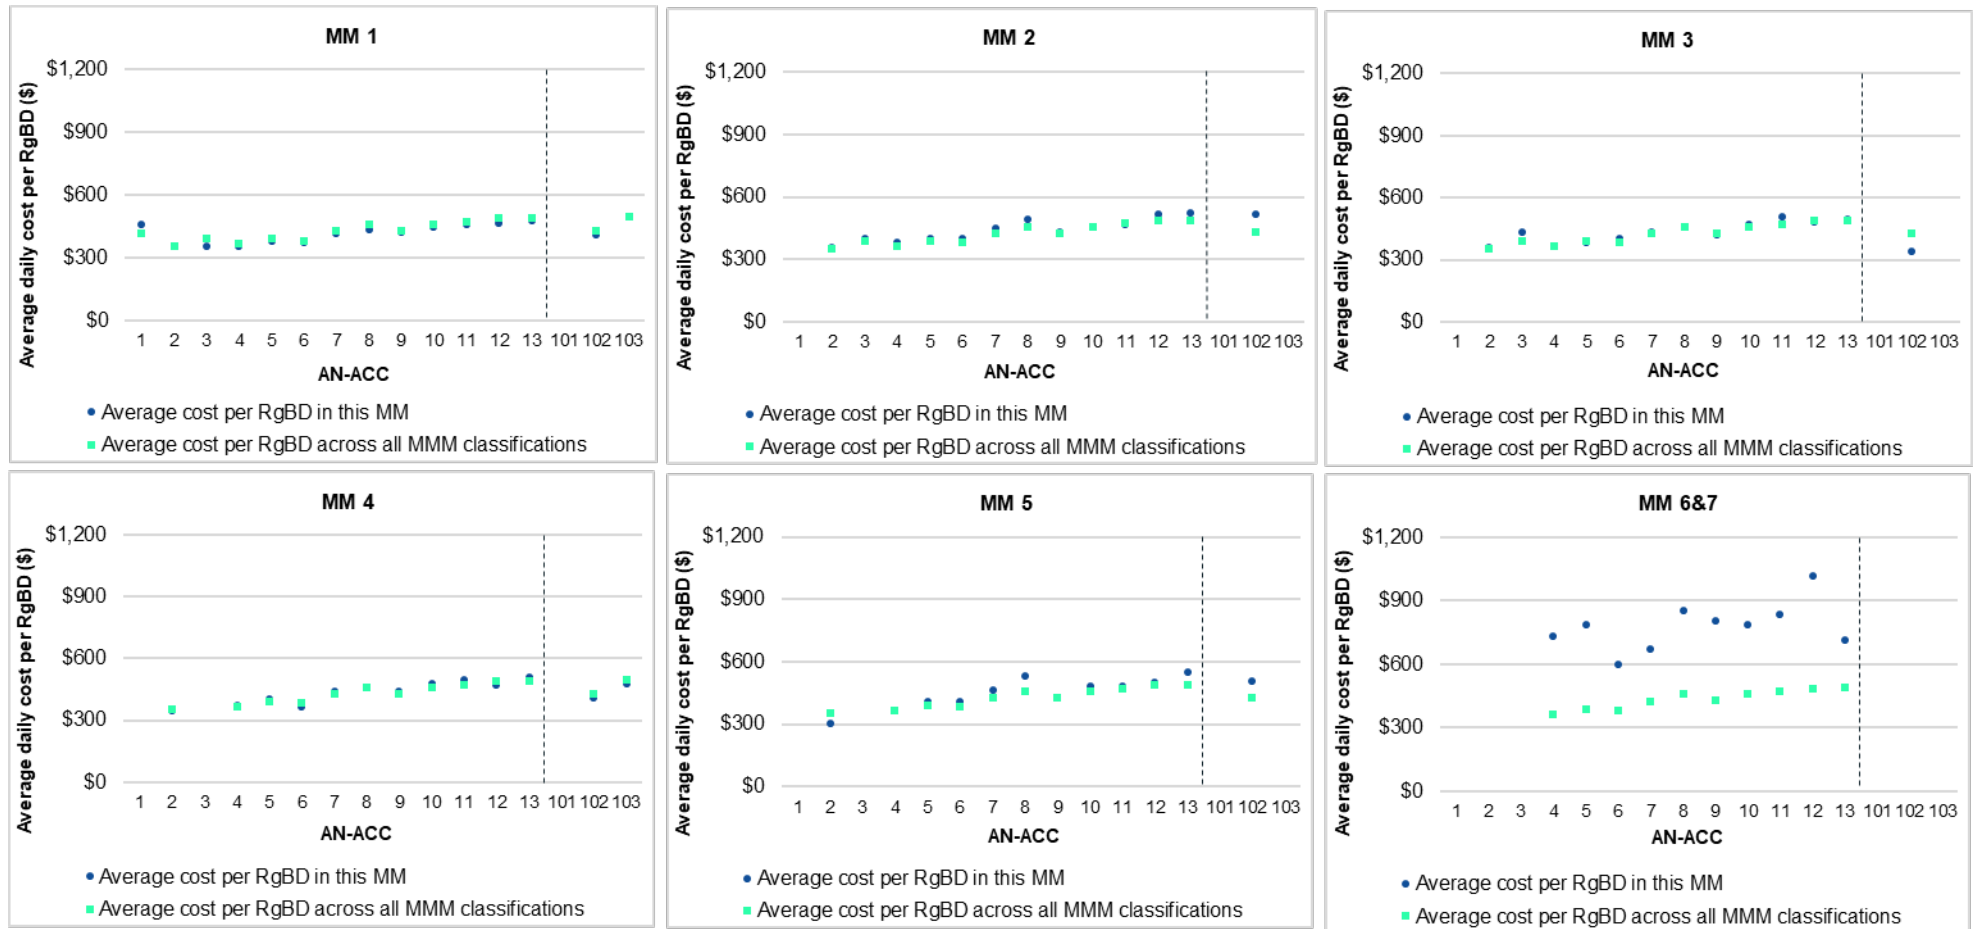 MM 1
$1,200
$900
$600
$300
$0
Average daily cost per RgBD ($)
1 2 3 4 5 6 7 8 9 10 11 12 13 101 102 103
AN-ACC
Average cost per RgBD in this MM
Average cost per RgBD across all MMM classifications
MM 2
$1,200
$900
$600
$300
$0
Average daily cost per RgBD ($)
1 2 3 4 5 6 7 8 9 10 11 12 13 101 102 103
AN-ACC
Average cost per RgBD in this MM
Average cost per RgBD across all MMM classifications
MM 3
$1,200
$900
$600
$300
$0
Average daily cost per RgBD ($)
1 2 3 4 5 6 7 8 9 10 11 12 13 101 102 103
AN-ACC
Average cost per RgBD in this MM
Average cost per RgBD across all MMM classifications
MM 4
$1,200
$900
$600
$300
$0
Average daily cost per RgBD ($)
1 2 3 4 5 6 7 8 9 10 11 12 13 101 102 103
AN-ACC
Average cost per RgBD in this MM
Average cost per RgBD across all MMM classifications
MM 5
$1,200
$900
$600
$300
$0
Average daily cost per RgBD ($)
1 2 3 4 5 6 7 8 9 10 11 12 13 101 102 103
AN-ACC
Average cost per RgBD in this MM
Average cost per RgBD across all MMM classifications
MM 6&7
$1,200
$900
$600
$300
$0
Average daily cost per RgBD ($)
1 2 3 4 5 6 7 8 9 10 11 12 13 101 102 103
AN-ACC
Average cost per RgBD in this MM
Average cost per RgBD across all MMM classifications